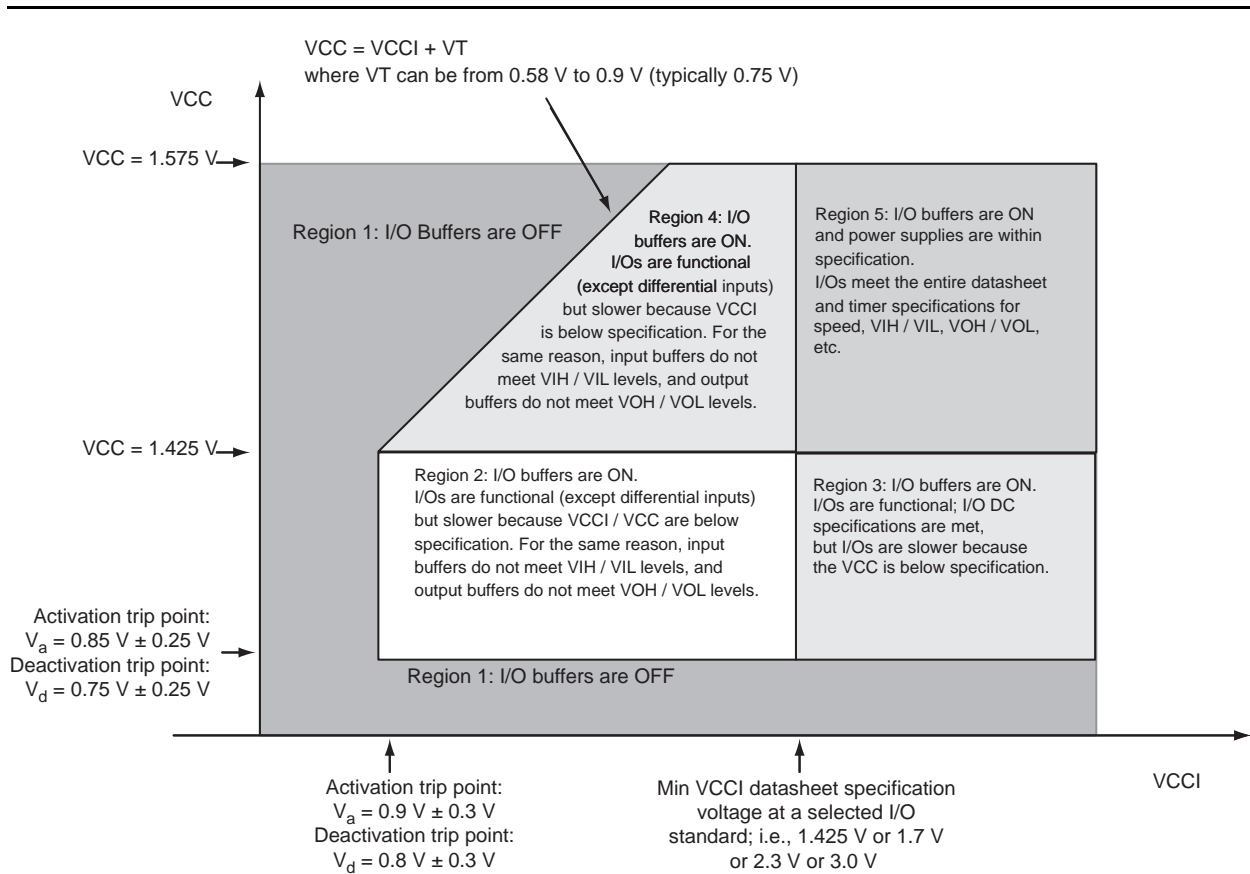 VCC = VCCI + VT
where VT can be from 0.58 V to 0.9 V (typically 0.75 V)
VCC
VCC = 1.575 V
Region 1: I/O Buffers are OFF
Region 4: I/O
buffers are ON.
I/Os are functional
(except differential inputs)
but slower because VCCI
is below specification. For the
same reason, input buffers do not
meet VIH / VIL levels, and output
buffers do not meet VOH / VOL levels.
Region 5: I/O buffers are ON
and power supplies are within
specification.
I/Os meet the entire datasheet
and timer specifications for
speed, VIH / VIL, VOH / VOL,
etc.
VCC = 1.425 V
Region 2: I/O buffers are ON.
I/Os are functional (except differential inputs)
but slower because VCCI / VCC are below
specification. For the same reason, input
buffers do not meet VIH / VIL levels, and
output buffers do not meet VOH / VOL levels.
Region 3: I/O buffers are ON.
I/Os are functional; I/O DC
specifications are met,
but I/Os are slower because
the VCC is below specification.
Activation trip point:
Va = 0.85 V ± 0.25 V
Deactivation trip point:
Vd = 0.75 V ± 0.25 V
Region 1: I/O buffers are OFF
Activation trip point:
Va = 0.9 V ± 0.3 V
Deactivation trip point:
Vd = 0.8 V ± 0.3 V
Min VCCI datasheet specification
voltage at a selected I/O
standard; i.e., 1.425 V or 1.7 V
or 2.3 V or 3.0 V
VCCI